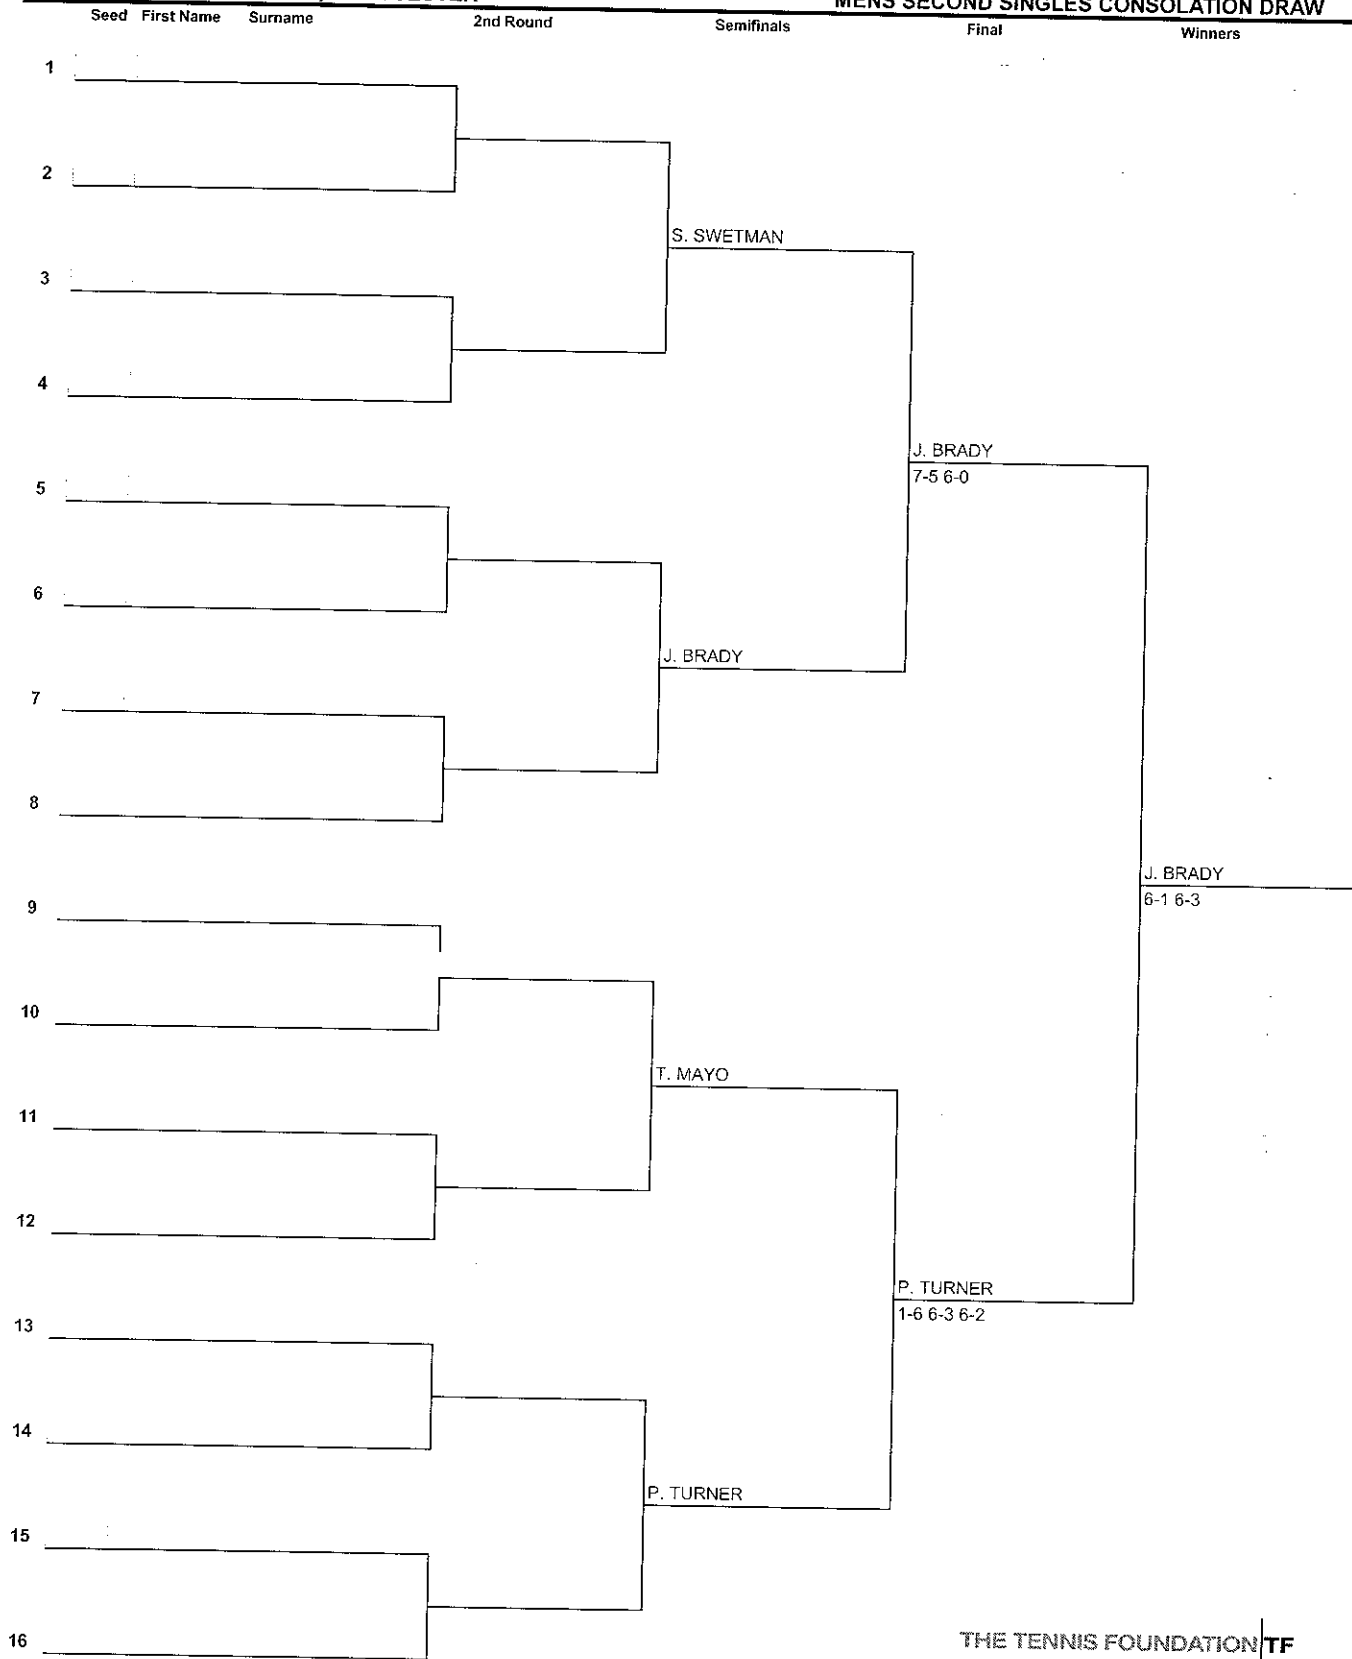 MENS SECOND SINGLES CONSOLATION DRAW
Seed First Name Surname 2nd Round Semifinals Final Winners
1
2
S. SWETMAN
3
4
J. BRADY
7-5 6-0
5
6
J. BRADY
7
8
J. BRADY
6-1 6-3
9
10
T. MAYO
11
12
P. TURNER
1-6 6-3 6-2
13
14
P. TURNER
15
16
THE TENNIS FOUNDATION TF